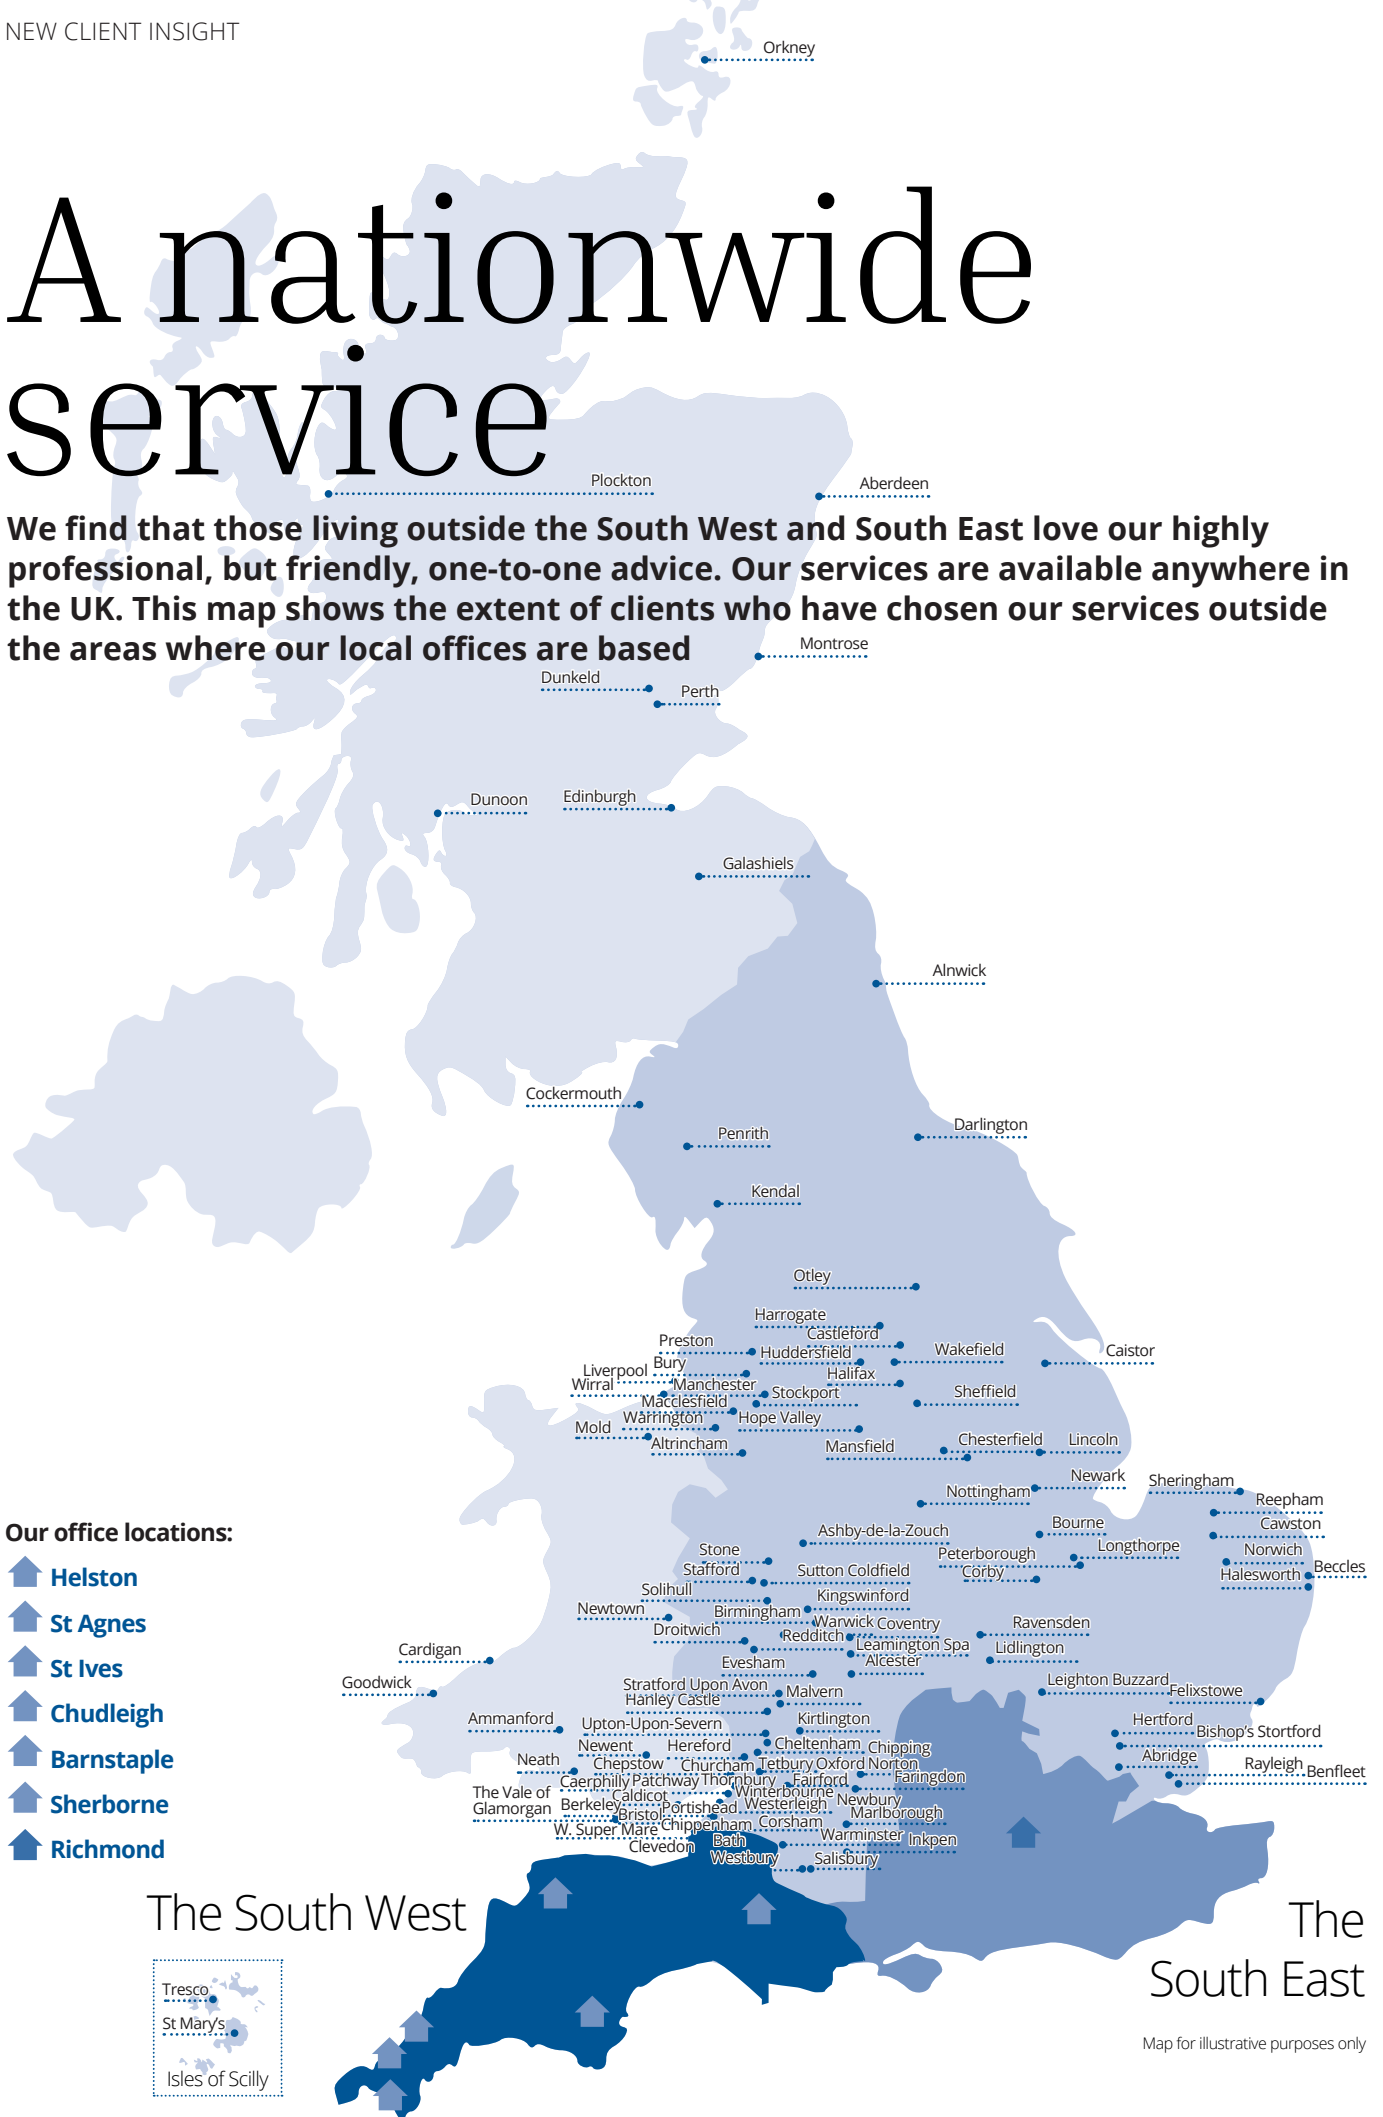 NEW CLIENT INSIGHT
Orkney
A nationwide
service
Plockton
Aberdeen
We find that those living outside the South West and South East love our highly
professional, but friendly, one-to-one advice. Our services are available anywhere in
the UK. This map shows the extent of clients who have chosen our services outside
the areas where our local offices are based
Montrose
Dunkeld
Perth
Dunoon
Edinburgh
Galashiels
Alnwick
Cockermouth
Darlington
Penrith
Kendal
Otley
Harrogate
Castleford
Preston
Huddersfield
Wakefield
Caistor
Liverpool
Bury
Halifax
Wirral
Manchester
Stockport
Sheffield
Macclesfield
Warrington
Hope Valley
Mold
Altrincham
Mansfield
Chesterfield
Lincoln
Newark
Sheringham
Nottingham
Reepham
Bourne
Cawston
Ashby-de-la-Zouch
Longthorpe
Stone
Peterborough
Norwich
Stafford
Sutton Coldfield
Corby
Halesworth
Beccles
Solihull
Kingswinford
Newtown
Birmingham
Warwick
Coventry
Ravensden
Droitwich
Redditch
Leamington Spa
Lidlington
Cardigan
Evesham
Alcester
Goodwick
Stratford Upon Avon
Malvern
Leighton Buzzard
Felixstowe
Hanley Castle
Ammanford
Upton-Upon-Severn
Kirtlington
Hertford
Bishop's Stortford
Newent
Hereford
Cheltenham
Chipping
Norton
Abridge
Neath
Chepstow
Churcham
Tetbury
Oxford
Rayleigh
Benfleet
Caerphilly
Patchway
Thornbury
Fairford
Faringdon
The Vale of
Glamorgan
Caldicot
Winterbourne
Newbury
Berkeley
Portishead
Westerleigh
Marlborough
Bristol
W. Super Mare
Chippenham
Corsham
Clevedon
Bath
Warminster
Inkpen
Westbury
Salisbury
Our office locations:
Helston
St Agnes
St Ives
Chudleigh
Barnstaple
Sherborne
Richmond
The South West
The
South East
Tresco
St Mary's
Isles of Scilly
Map for illustrative purposes only